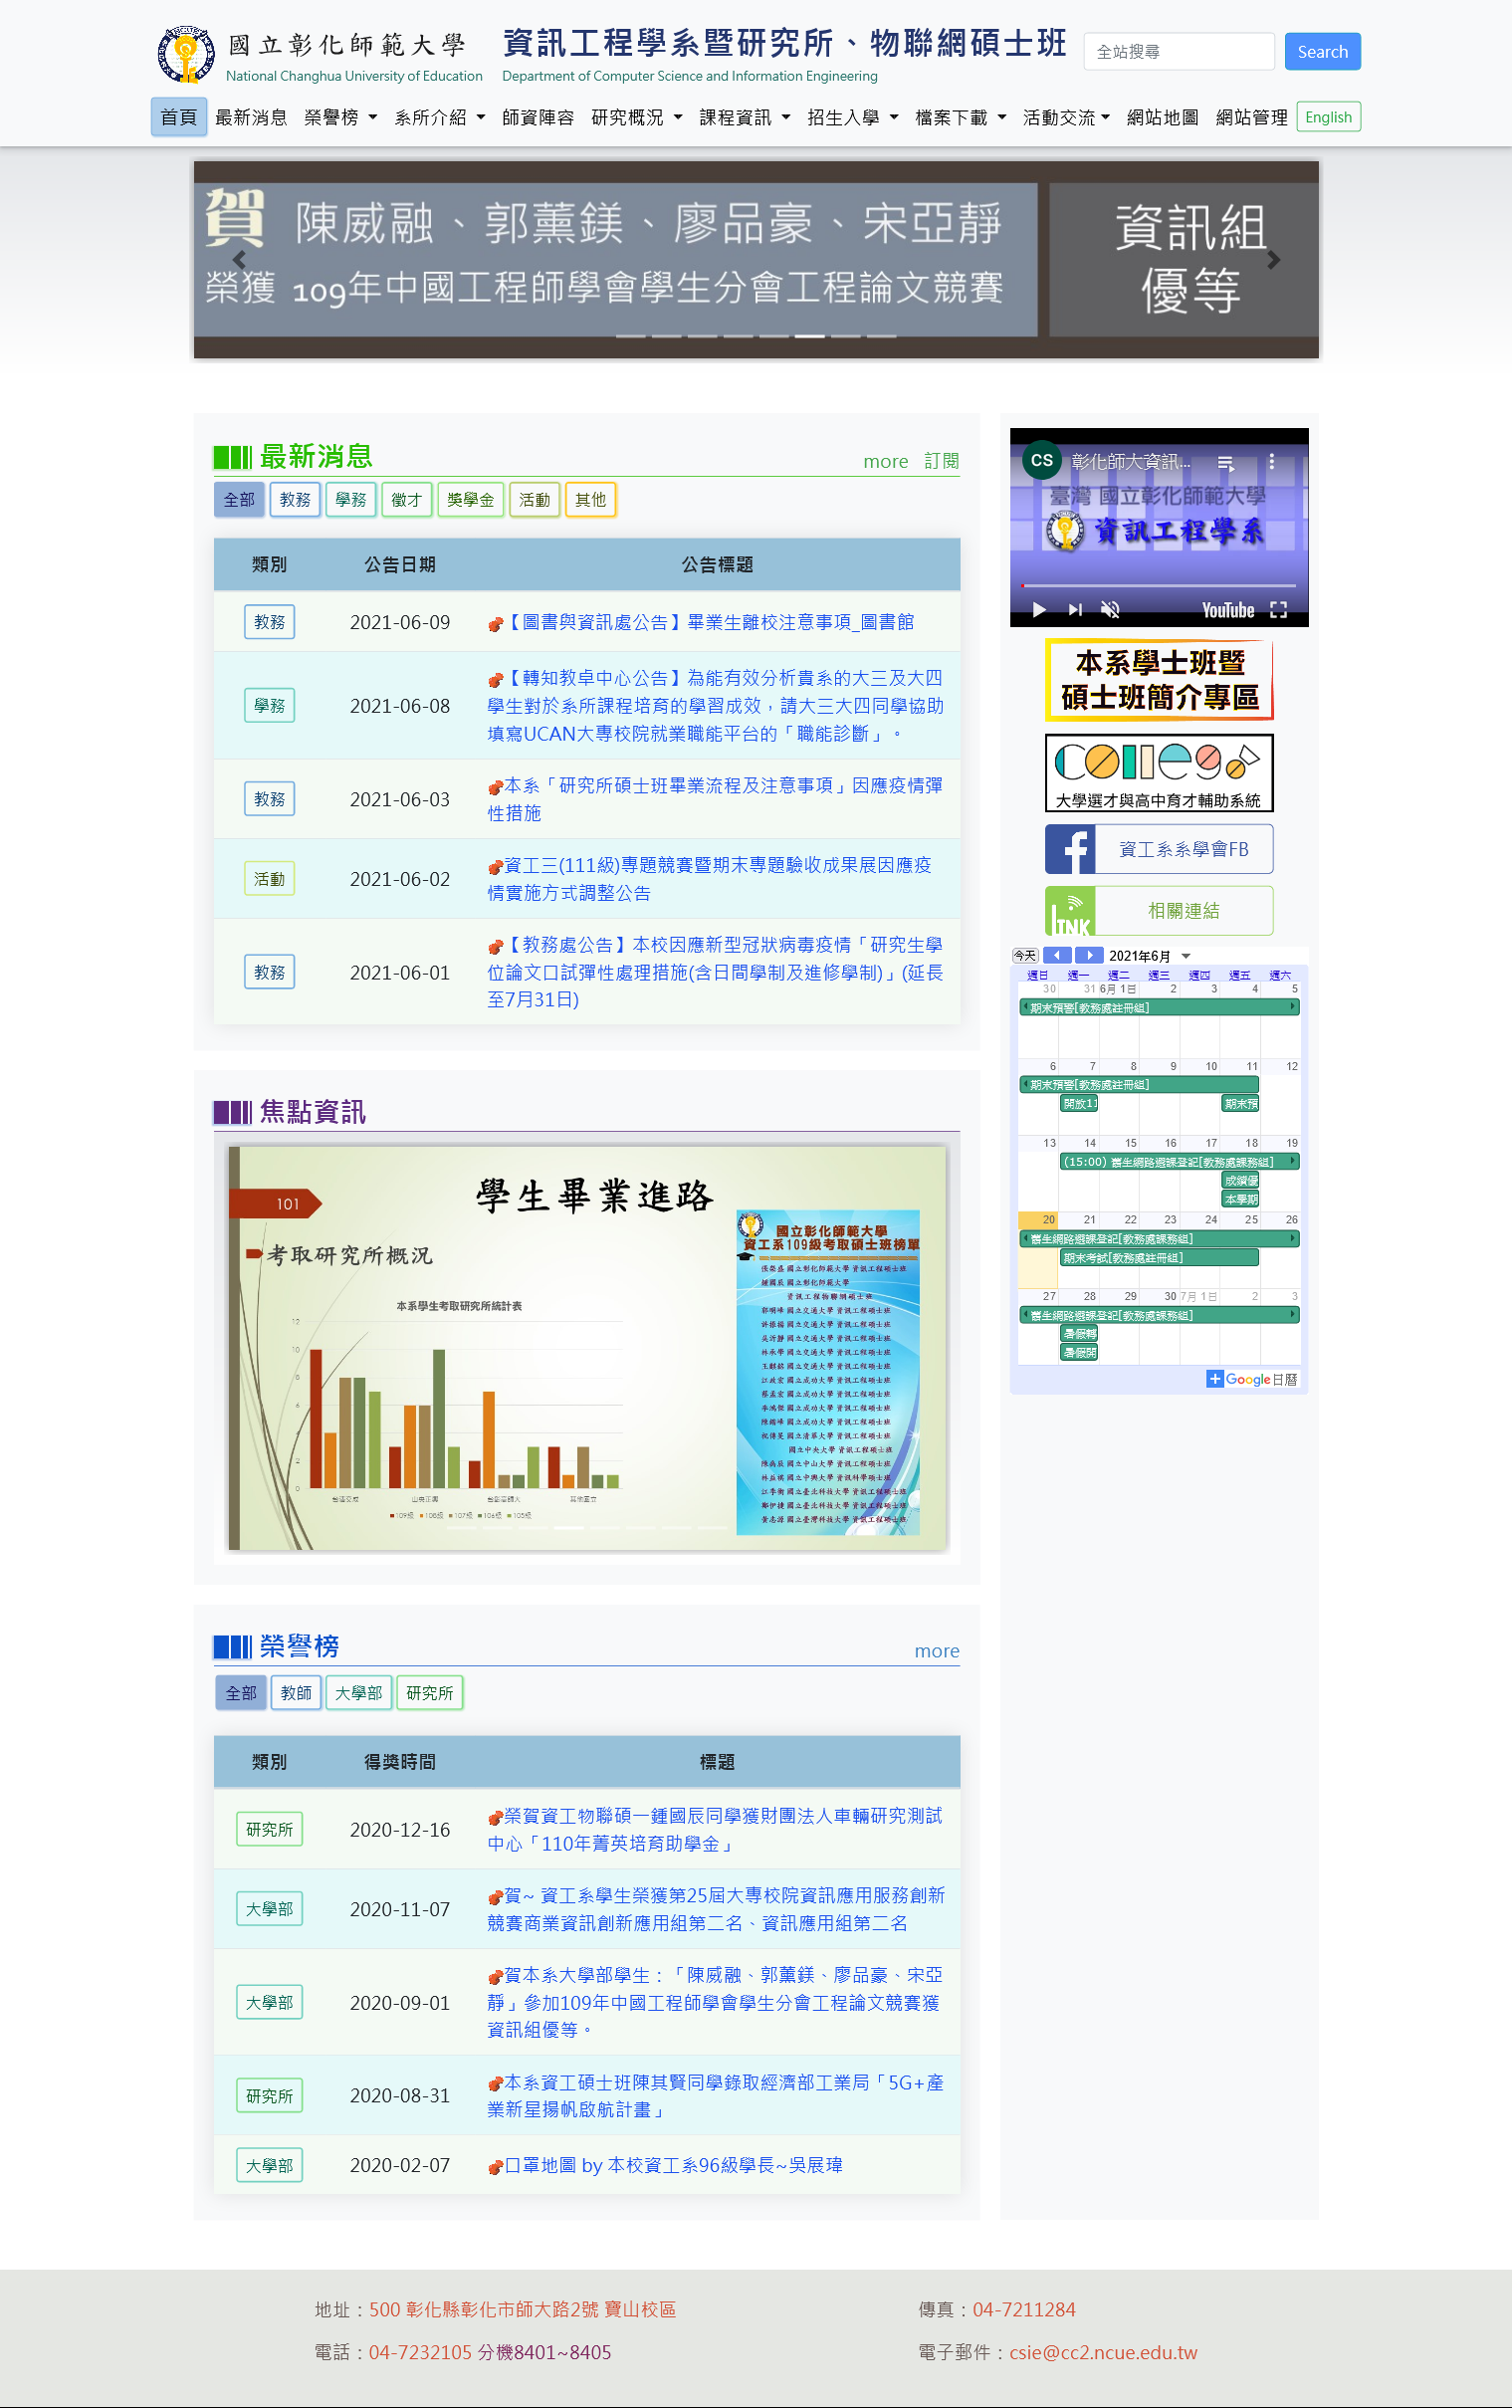 國立彰化師範大學
National Changhua University of Education
資訊工程學系暨研究所、物聯網碩士班
Department of Computer Science and Information Engineering
全站搜尋
Search
首頁 最新消息 榮譽榜 系所介紹 師資陣容 研究概況 課程資訊 招生入學 檔案下載 活動交流 網站地圖 網站管理 English
賀 陳威融、郭薰鎂、廖品豪、宋亞靜
榮獲 109年中國工程師學會學生分會工程論文競賽
資訊組
優等
最新消息
more 訂閱
全部 教務 學務 徵才 獎學金 活動 其他
類別 公告日期 公告標題
教務 2021-06-09 【圖書與資訊處公告】畢業生離校注意事項_圖書館
學務 2021-06-08 【轉知教卓中心公告】為能有效分析貴系的大三及大四
學生對於系所課程培育的學習成效，請大三大四同學協助
填寫UCAN大專校院就業職能平台的「職能診斷」。
教務 2021-06-03 本系「研究所碩士班畢業流程及注意事項」因應疫情彈
性措施
活動 2021-06-02 資工三(111級)專題競賽暨期末專題驗收成果展因應疫
情實施方式調整公告
教務 2021-06-01 【教務處公告】本校因應新型冠狀病毒疫情「研究生學
位論文口試彈性處理措施(含日間學制及進修學制)」(延長
至7月31日)
焦點資訊
101
學生畢業進路
考取研究所概況
本系學生考取研究所統計表
12
10
8
6
4
2
0
109級 108級 107級 106級 105級
國立彰化師範大學
資工系109級考取碩士班榜單
榮譽榜
more
全部 教師 大學部 研究所
類別 得獎時間 標題
研究所 2020-12-16 榮賀資工物聯碩一鍾國辰同學獲財團法人車輛研究測試
中心「110年菁英培育助學金」
大學部 2020-11-07 賀~ 資工系學生榮獲第25屆大專校院資訊應用服務創新
競賽商業資訊創新應用組第二名、資訊應用組第二名
大學部 2020-09-01 賀本系大學部學生：「陳威融、郭薰鎂、廖品豪、宋亞
靜」參加109年中國工程師學會學生分會工程論文競賽獲
資訊組優等。
研究所 2020-08-31 本系資工碩士班陳其賢同學錄取經濟部工業局「5G+產
業新星揚帆啟航計畫」
大學部 2020-02-07 口罩地圖 by 本校資工系96級學長~吳展瑋
CS 彰化師大資訊...
臺灣 國立彰化師範大學
資訊工程學系
YouTube
本系學士班暨
碩士班簡介專區
Collego
大學選才與高中育才輔助系統
資工系系學會FB
LINK 相關連結
今天 2021年6月
週日 週一 週二 週三 週四 週五 週六
30 31 6月 1日 2 3 4 5
期末預警[教務處註冊組]
6 7 8 9 10 11 12
期末預警[教務處註冊組]
開放11 期末預
13 14 15 16 17 18 19
(15:00) 舊生網路選課登記[教務處課務組]
成績優
本學期
20 21 22 23 24 25 26
舊生網路選課登記[教務處課務組]
期末考試[教務處註冊組]
27 28 29 30 7月 1日 2 3
舊生網路選課登記[教務處課務組]
暑假轉
暑假開
Google日曆
地址：500 彰化縣彰化市師大路2號 寶山校區
傳真：04-7211284
電話：04-7232105 分機8401~8405
電子郵件：csie@cc2.ncue.edu.tw